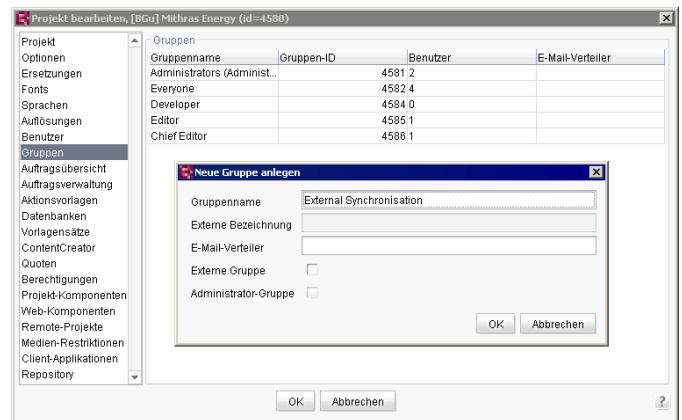 Projekt bearbeiten, [BGu] Mithras Energy (id=4580)
Projekt
Optionen
Ersetzungen
Fonts
Sprachen
Auflösungen
Benutzer
Gruppen
Auftragsübersicht
Auftragsverwaltung
Aktionsvorlagen
Datenbanken
Vorlagensätze
ContentCreator
Quoten
Berechtigungen
Projekt-Komponenten
Web-Komponenten
Remote-Projekte
Medien-Restriktionen
Client-Applikationen
Repository
Gruppen
Gruppenname Gruppen-ID Benutzer E-Mail-Verteiler
Administrators (Administ... 4581 2
Everyone 4582 4
Developer 4584 0
Editor 4585 1
Chief Editor 4586 1
Neue Gruppe anlegen
Gruppenname External Synchronisation
Externe Bezeichnung
E-Mail-Verteiler
Externe Gruppe
Administrator-Gruppe
OK Abbrechen
OK Abbrechen ?